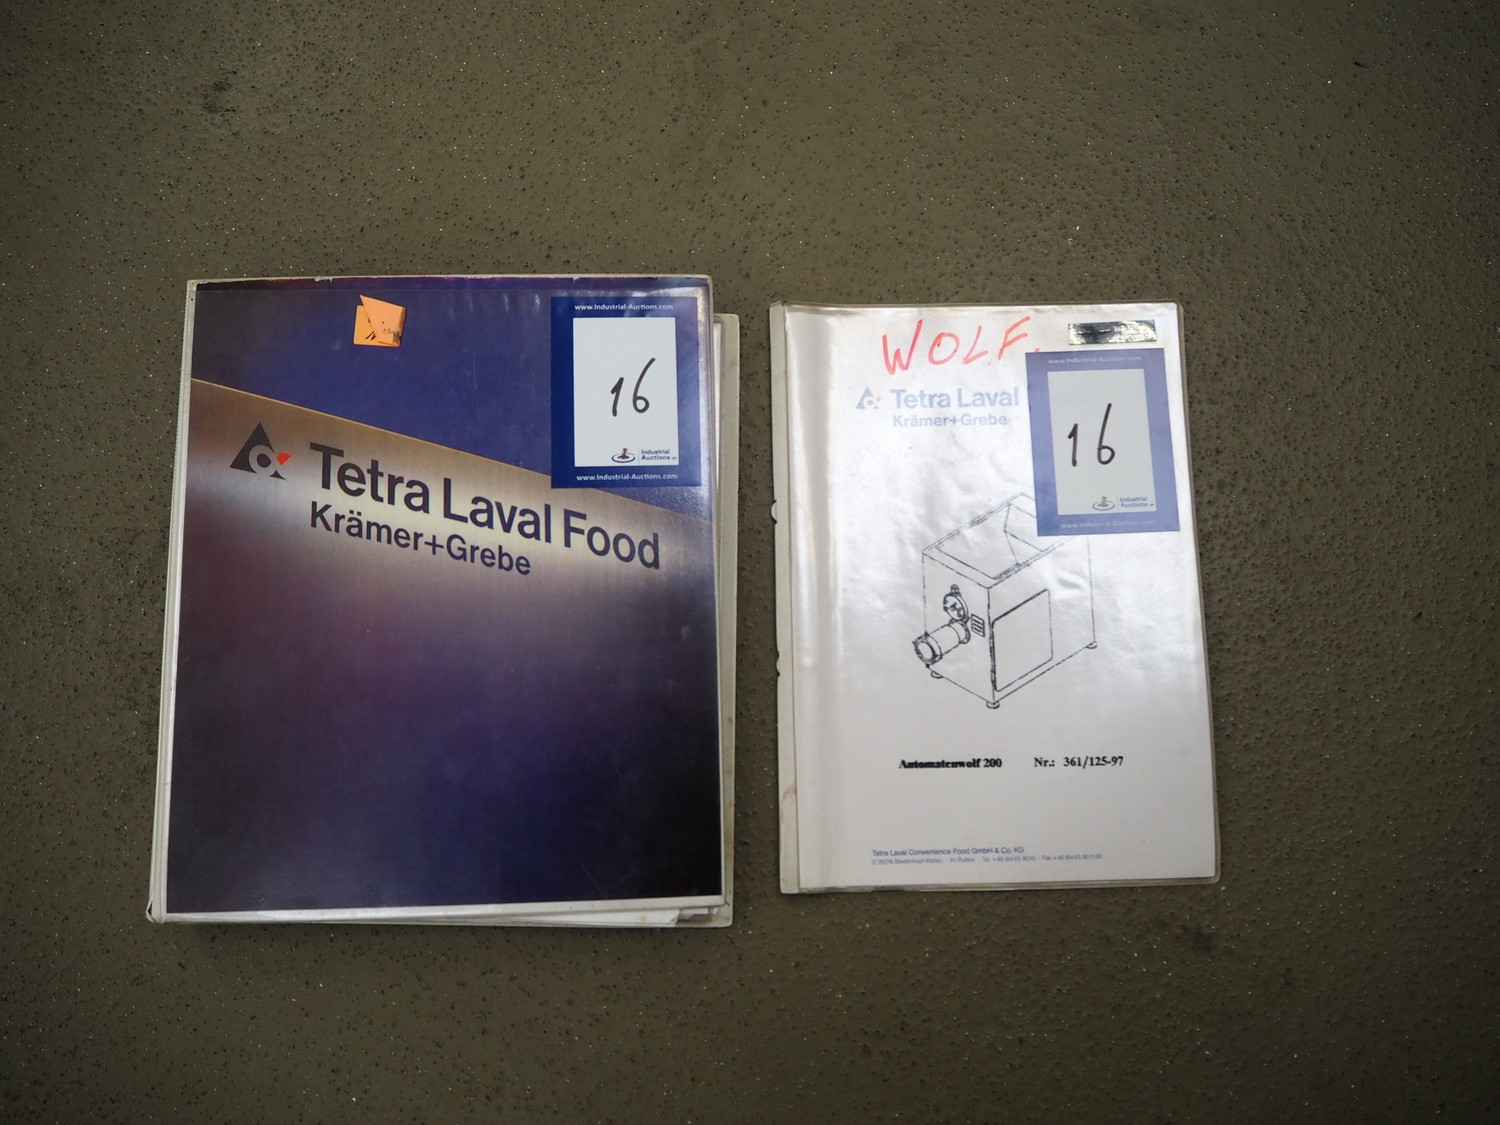 www.Industrial-Auctions.com
16
Industrial
Auctions
www.Industrial-Auctions.com
Tetra Laval Food
Krämer+Grebe
WOLF.
www.Industrial-Auctions.com
Tetra Laval
Krämer+Grebe
16
Industrial
Auctions
www.Industrial-Auctions.com
Automatenwolf 200 Nr.: 361/125-97
Tetra Laval Convenience Food GmbH & Co. KG